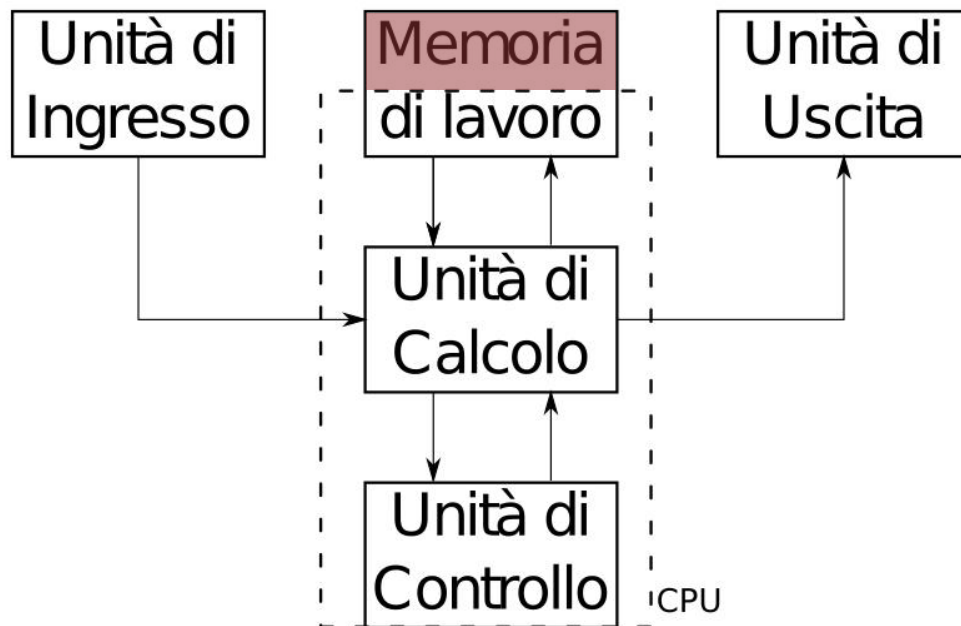 Unità di
Ingresso
Memoria
di lavoro
Unità di
Uscita
Unità di
Calcolo
Unità di
Controllo
CPU